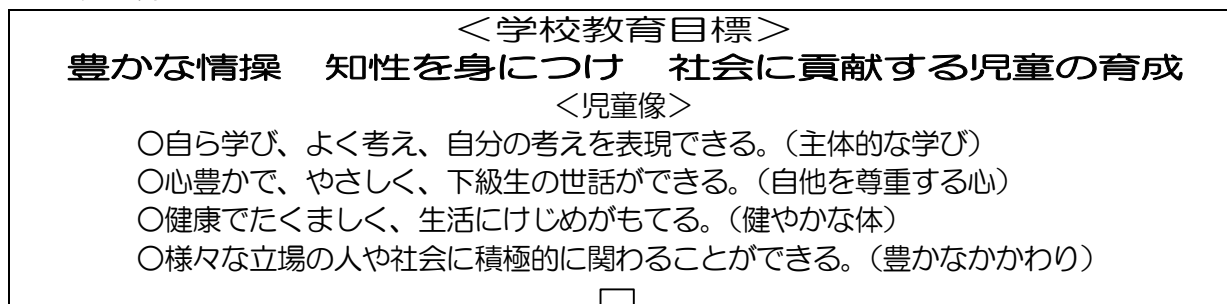 ＜学校教育目標＞
豊かな情操　知性を身につけ　社会に貢献する児童の育成
＜児童像＞
○自ら学び、よく考え、自分の考えを表現できる。（主体的な学び）
○心豊かで、やさしく、下級生の世話ができる。（自他を尊重する心）
○健康でたくましく、生活にけじめがもてる。（健やかな体）
○様々な立場の人や社会に積極的に関わることができる。（豊かなかかわり）